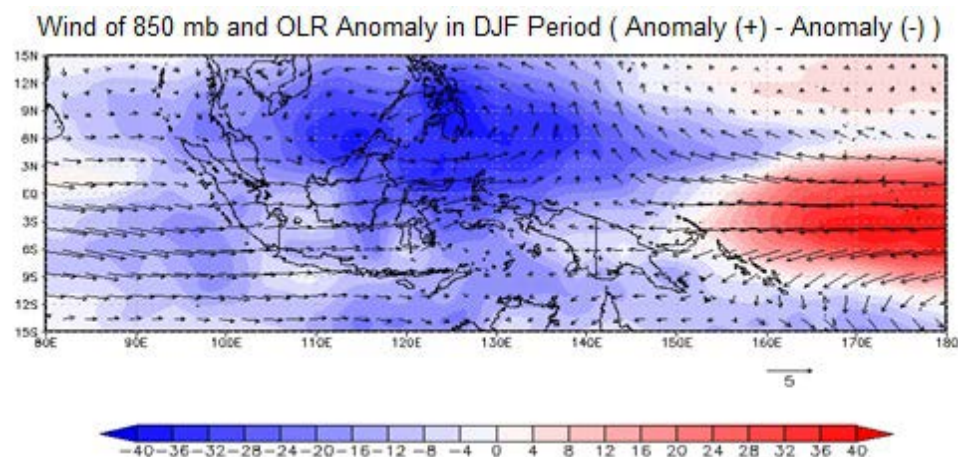 Wind of 850 mb and OLR Anomaly in DJF Period ( Anomaly (+) - Anomaly (-) )
15N
12N
9N
6N
3N
EQ
3S
6S
9S
12S
15S
80E 90E 100E 110E 120E 130E 140E 150E 160E 170E 180
5
-40 -36 -32 -28 -24 -20 -16 -12 -8 -4 0 4 8 12 16 20 24 28 32 36 40